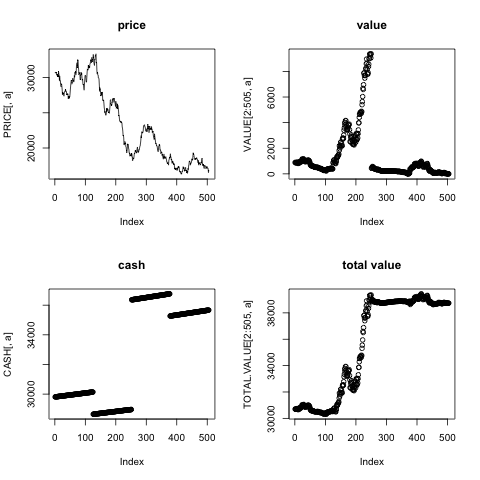 price
PRICE[, a]
20000
30000
0 100 200 300 400 500
Index
value
VALUE[2:505, a]
0
2000
6000
0 100 200 300 400 500
Index
cash
CASH[, a]
30000
34000
0 100 200 300 400 500
Index
total value
TOTAL.VALUE[2:505, a]
30000
34000
38000
0 100 200 300 400 500
Index